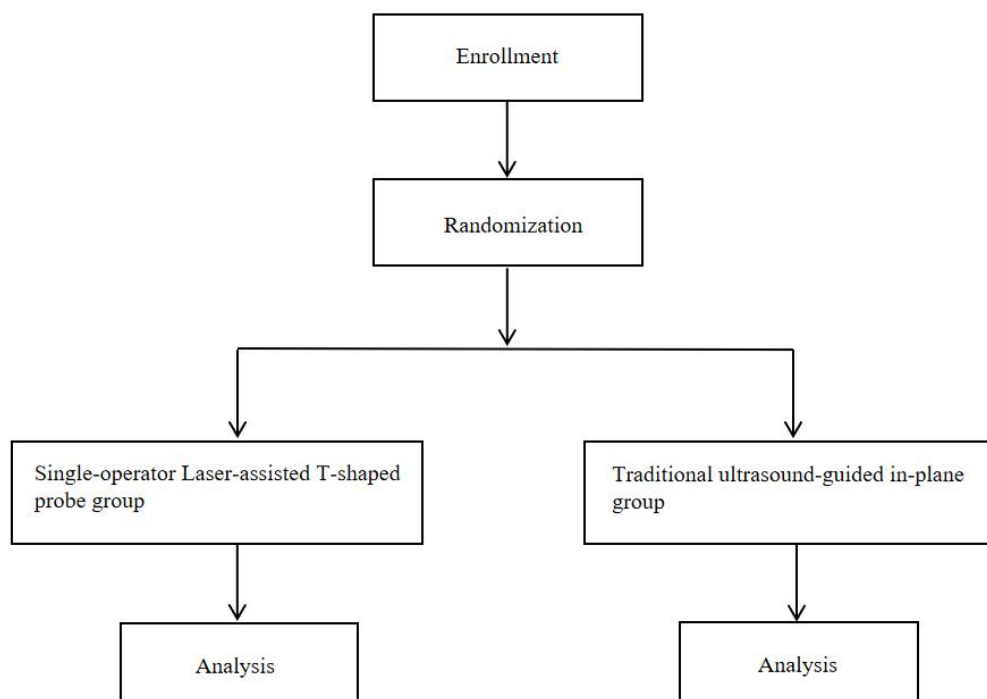 Enrollment
Randomization
Single-operator Laser-assisted T-shaped
probe group
Traditional ultrasound-guided in-plane
group
Analysis
Analysis